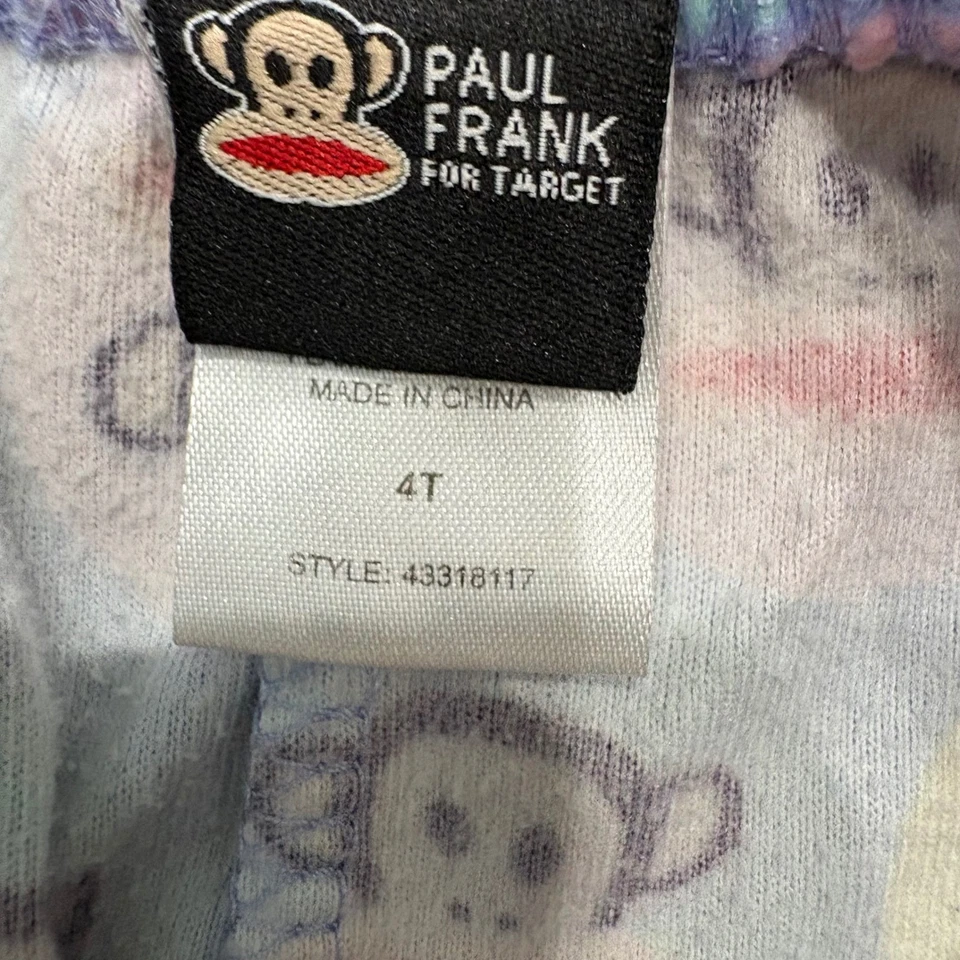 PAUL
FRANK
FOR TARGET
MADE IN CHINA
4T
STYLE: 43318117